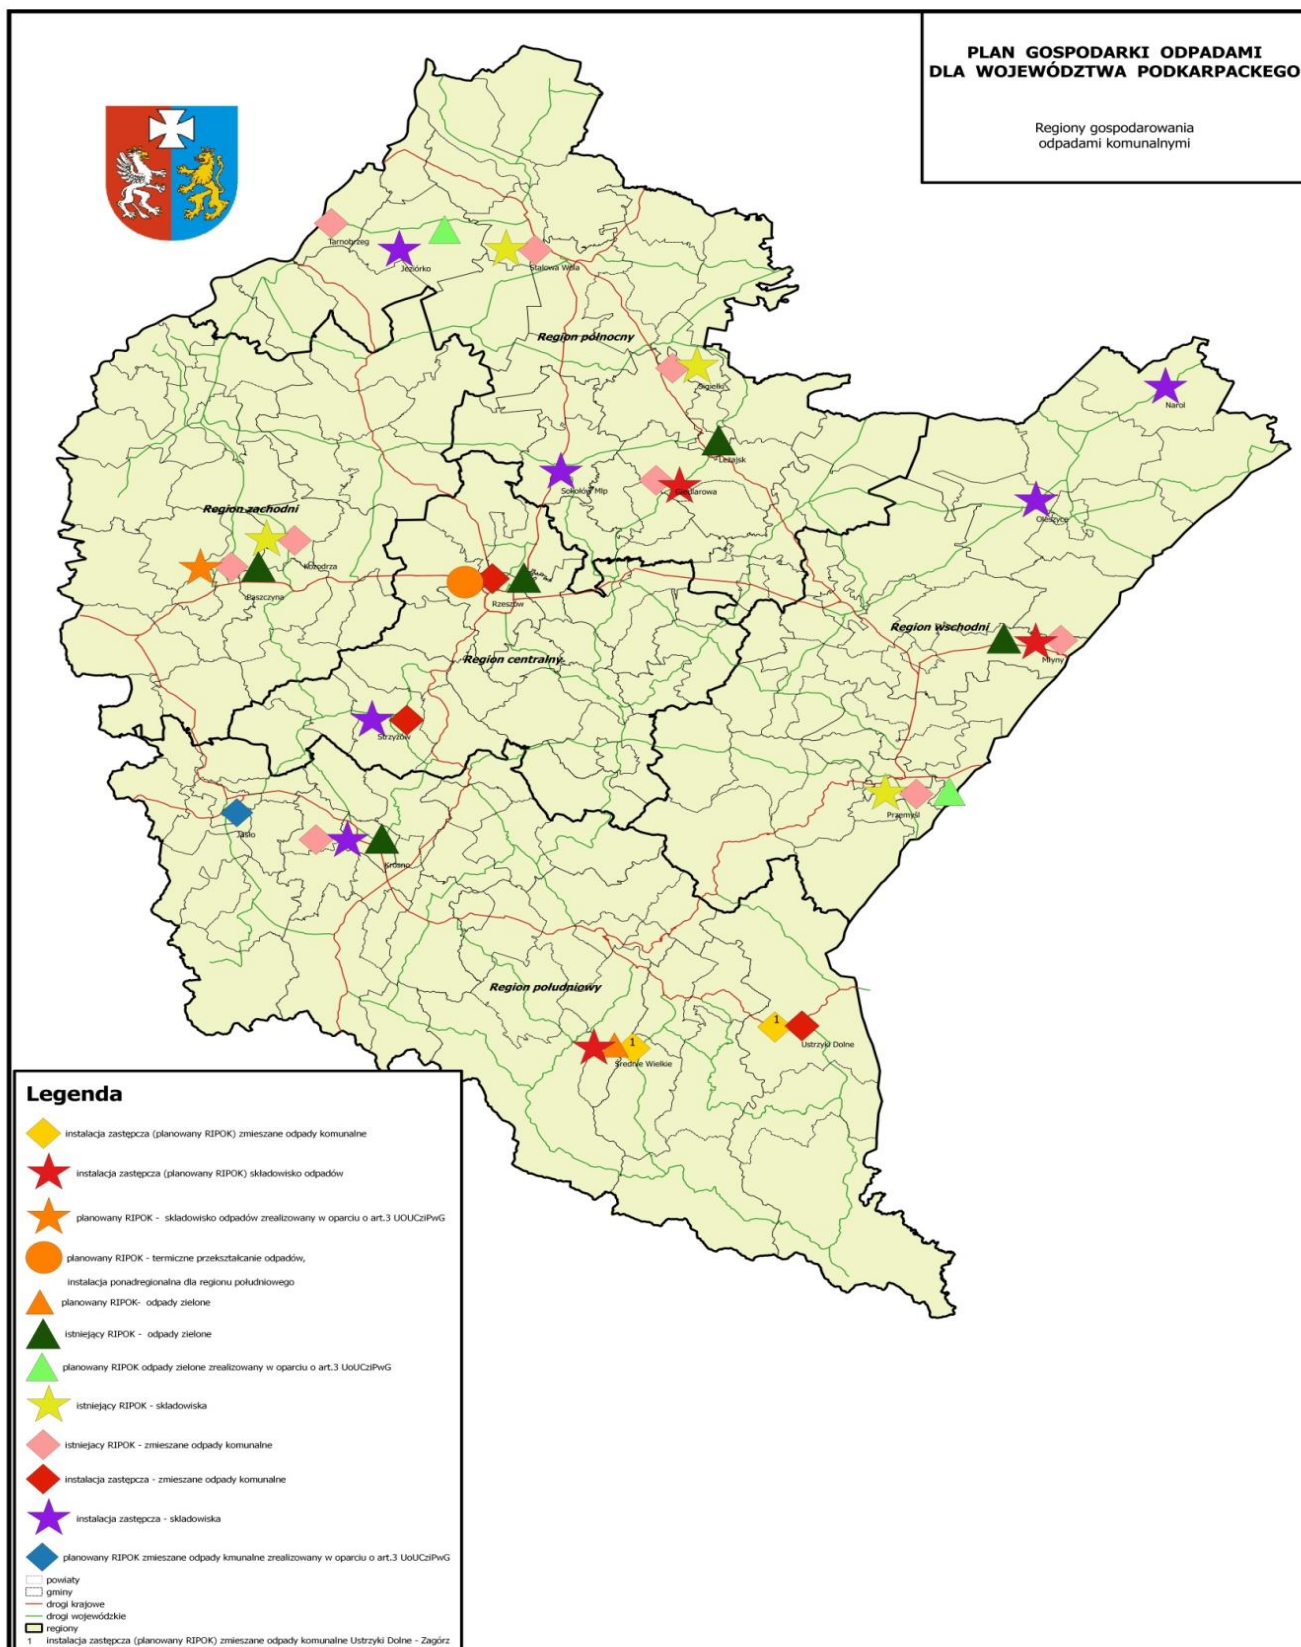 PLAN GOSPODARKI ODPADAMI
DLA WOJEWÓDZTWA PODKARPACKEGO
Regiony gospodarowania
odpadami komunalnymi
Tarnobrzeg
Jeziórko
Stalowa Wola
Region północny
Sigiełki
Narol
Leżajsk
Sokołów Mlp
Giedlarowa
Oleszyce
Region zachodni
Kozodrza
Paszczyna
Rzeszów
Region wschodni
Młyny
Region centralny
Strzyżów
Przemyśl
Jasło
Krosno
Region południowy
1
Ustrzyki Dolne
1
Średnie Wielkie
Legenda
instalacja zastępcza (planowany RIPOK) zmieszane odpady komunalne
instalacja zastępcza (planowany RIPOK) składowisko odpadów
planowany RIPOK - składowisko odpadów zrealizowany w oparciu o art.3 UOUCziPwG
planowany RIPOK - termiczne przekształcanie odpadów,
instalacja ponadregionalna dla regionu południowego
planowany RIPOK- odpady zielone
istniejący RIPOK - odpady zielone
planowany RIPOK odpady zielone zrealizowany w oparciu o art.3 UoUCziPwG
istniejący RIPOK - składowiska
istniejacy RIPOK - zmieszane odpady komunalne
instalacja zastępcza - zmieszane odpady komunalne
instalacja zastępcza - składowiska
planowany RIPOK zmieszane odpady kmunalne zrealizowany w oparciu o art.3 UoUCziPwG
powiaty
gminy
drogi krajowe
drogi wojewódzkie
regiony
1 instalacja zastępcza (planowany RIPOK) zmieszane odpady komunalne Ustrzyki Dolne - Zagórz